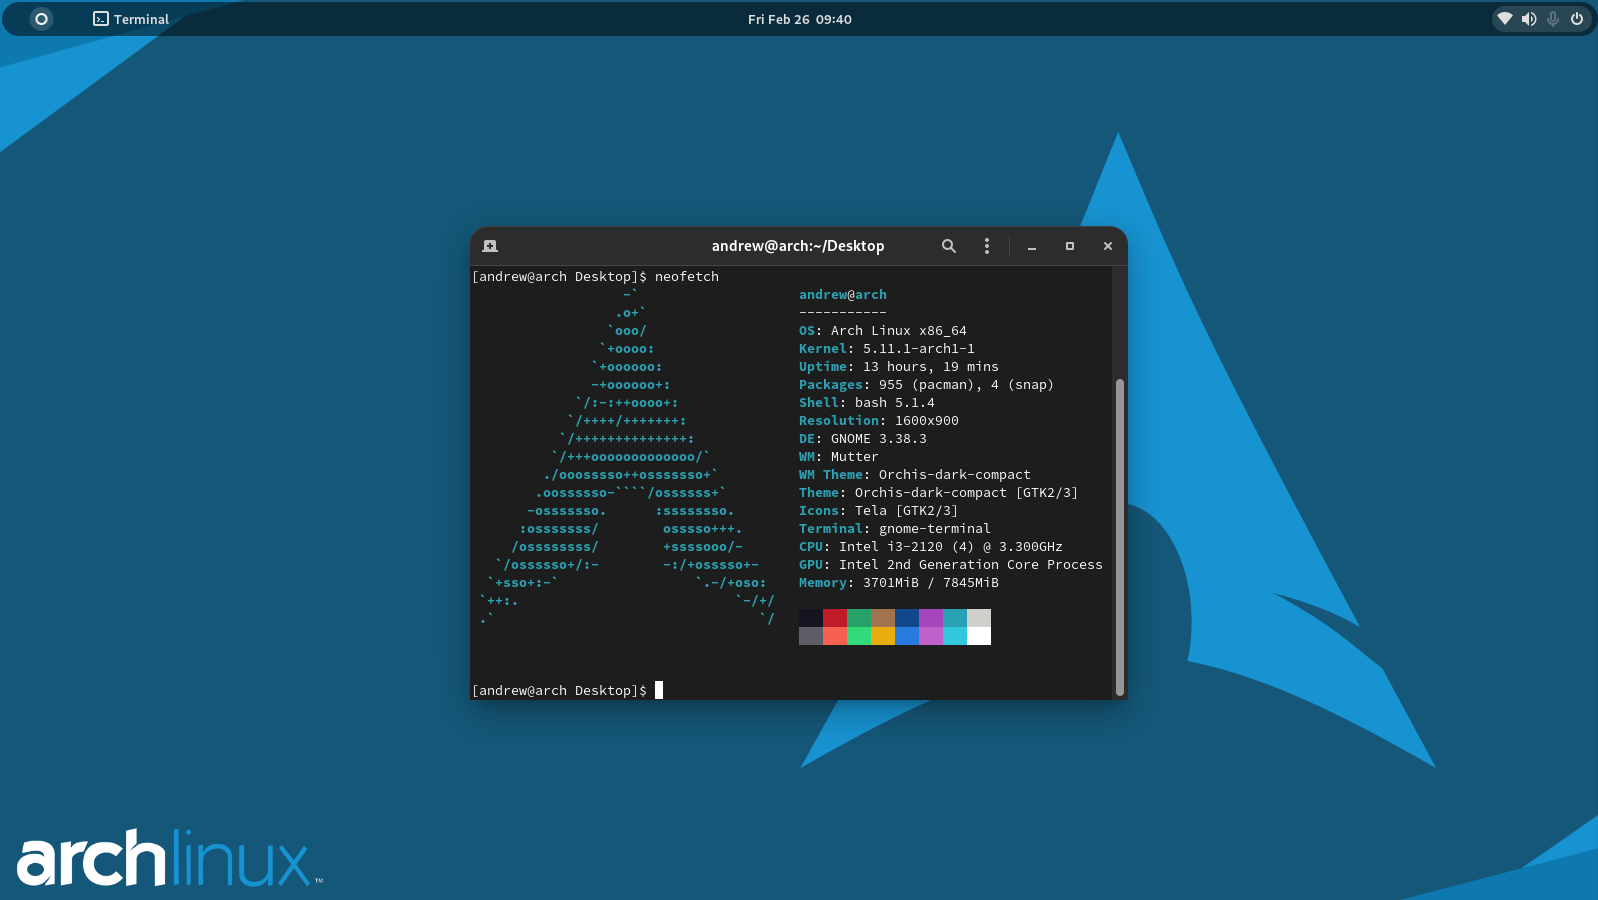 Terminal
Fri Feb 26 09:40
andrew@arch:~/Desktop
[andrew@arch Desktop]$ neofetch
-`
.o+`
`ooo/
`+oooo:
`+oooooo:
-+oooooo+:
`/:-:++oooo+:
`/++++/+++++++:
`/++++++++++++++:
`/+++ooooooooooooo/`
./ooosssso++osssssso+`
.oossssso-````/ossssss+`
-osssssso. :ssssssso.
:osssssss/ osssso+++.
/ossssssss/ +ssssooo/-
`/ossssso+/:- -:/+osssso+-
`+sso+:-` `.-/+oso:
`++:. `-/+/
.` `/
andrew@arch
-----------
OS: Arch Linux x86_64
Kernel: 5.11.1-arch1-1
Uptime: 13 hours, 19 mins
Packages: 955 (pacman), 4 (snap)
Shell: bash 5.1.4
Resolution: 1600x900
DE: GNOME 3.38.3
WM: Mutter
WM Theme: Orchis-dark-compact
Theme: Orchis-dark-compact [GTK2/3]
Icons: Tela [GTK2/3]
Terminal: gnome-terminal
CPU: Intel i3-2120 (4) @ 3.300GHz
GPU: Intel 2nd Generation Core Process
Memory: 3701MiB / 7845MiB
[andrew@arch Desktop]$
archlinux™